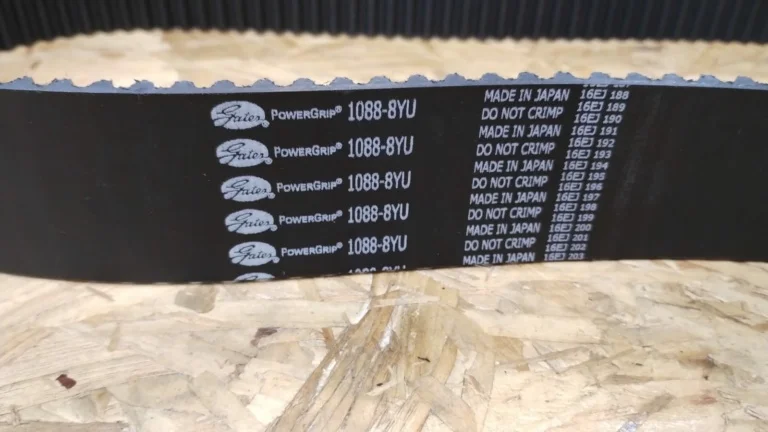 16EJ 188
Gates PowerGrip® 1088-8YU MADE IN JAPAN 16EJ 189
DO NOT CRIMP 16EJ 190
Gates® PowerGrip® 1088-8YU MADE IN JAPAN 16EJ 191
DO NOT CRIMP 16EJ 192
16EJ 193
Gates® PowerGrip® 1088-8YU MADE IN JAPAN 16EJ 194
DO NOT CRIMP 16EJ 195
16EJ 196
Gates® PowerGrip® 1088-8YU MADE IN JAPAN 16EJ 197
DO NOT CRIMP 16EJ 198
16EJ 199
Gates® PowerGrip® 1088-8YU MADE IN JAPAN 16EJ 200
DO NOT CRIMP 16EJ 201
16EJ 202
1088-8YU MADE IN JAPAN 16EJ 203